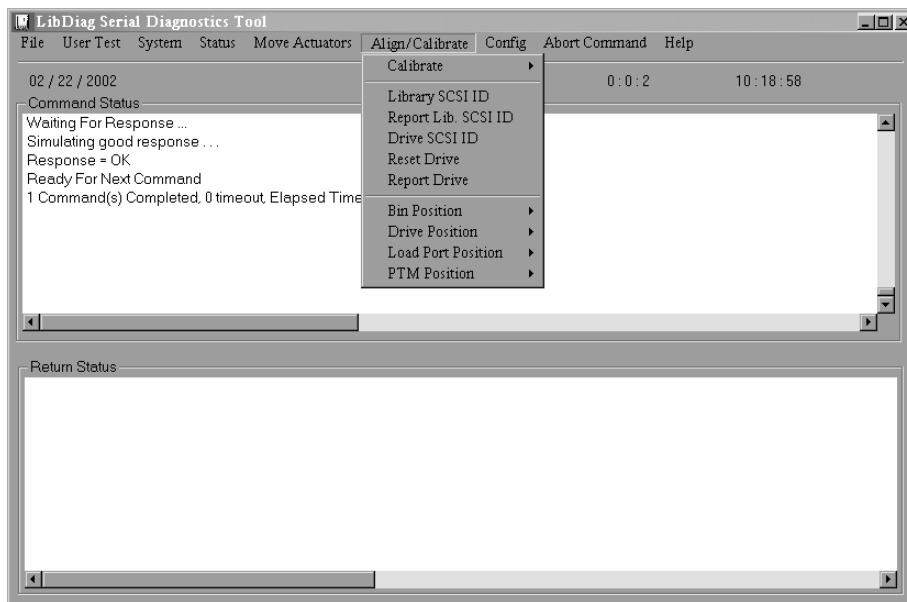 LibDiag Serial Diagnostics Tool
File User Test System Status Move Actuators Align/Calibrate Config Abort Command Help
02 / 22 / 2002 0 : 0 : 2 10 : 18 : 58
Calibrate
Library SCSI ID
Report Lib. SCSI ID
Drive SCSI ID
Reset Drive
Report Drive
Bin Position
Drive Position
Load Port Position
PTM Position
Command Status
Waiting For Response ...
Simulating good response . . .
Response = OK
Ready For Next Command
1 Command(s) Completed, 0 timeout, Elapsed Time
Return Status